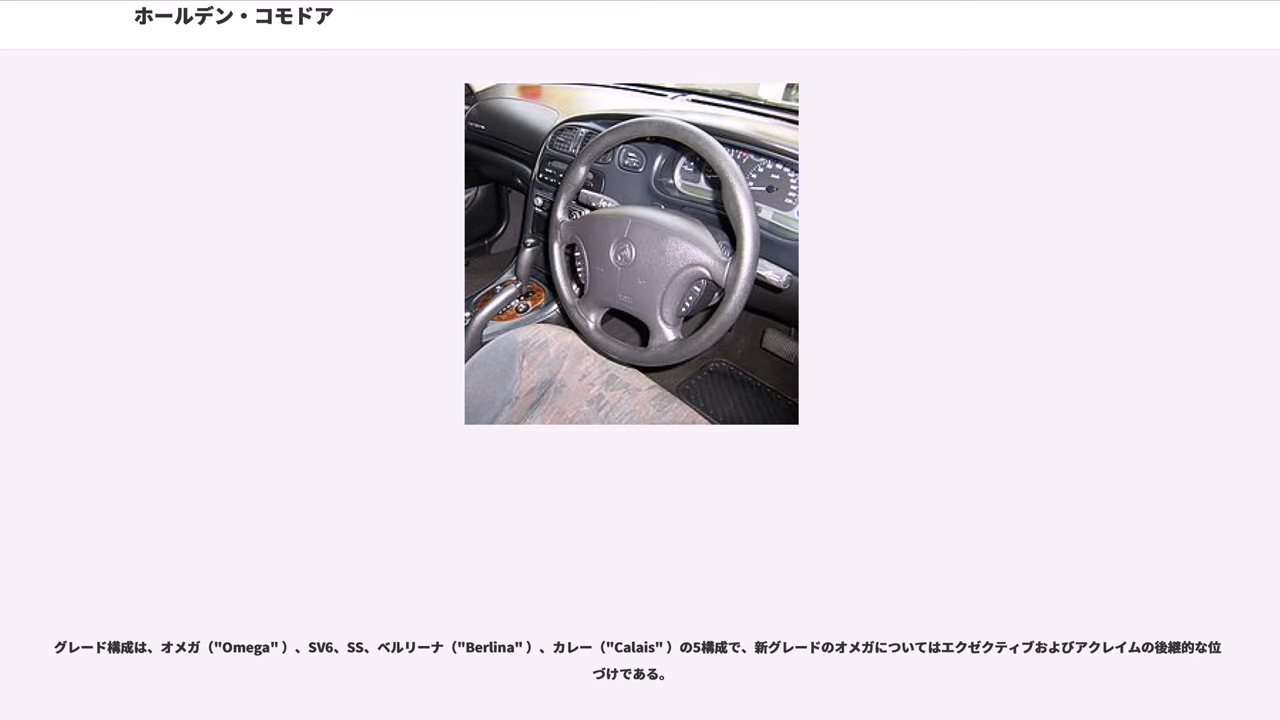 ホールデン・コモドア
グレード構成は、オメガ（"Omega" ）、SV6、SS、ベルリーナ（"Berlina" ）、カレー（"Calais" ）の5構成で、新グレードのオメガについてはエクゼクティブおよびアクレイムの後継的な位
づけである。